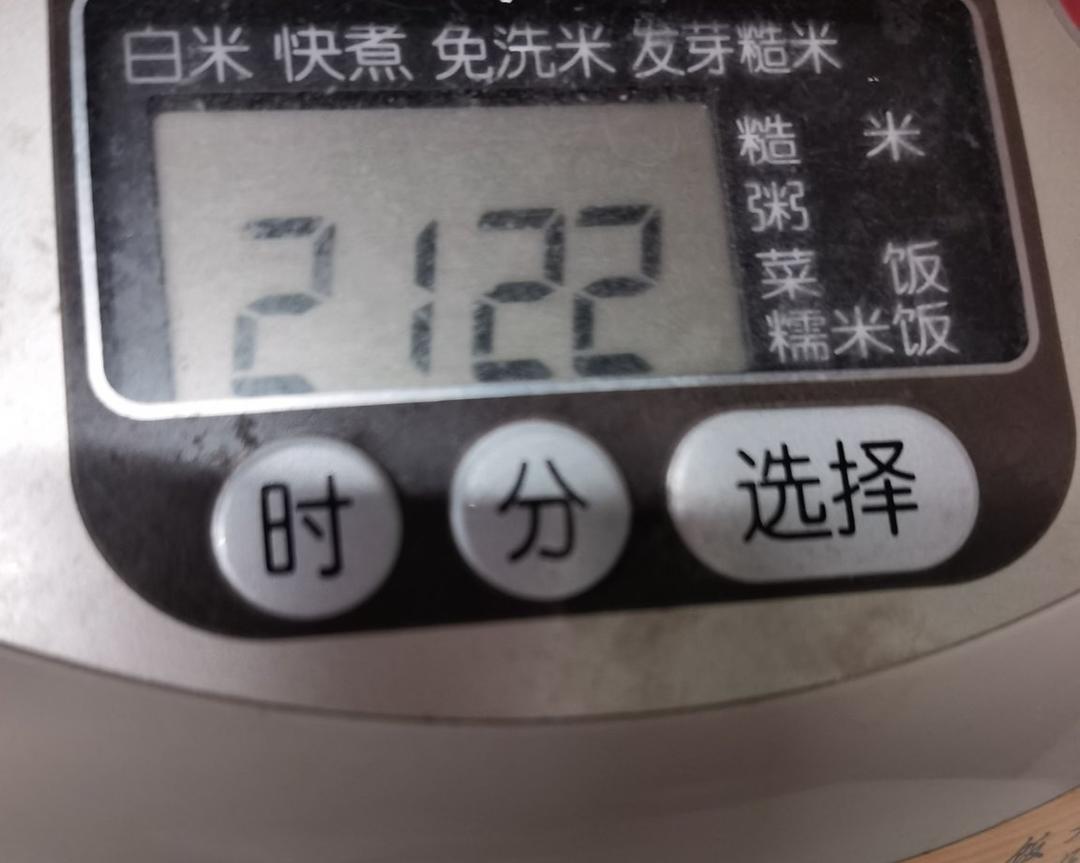 白米 快煮 免洗米 发芽糙米
糙 米
粥
菜 饭
糯米饭
2122
时 分 选择